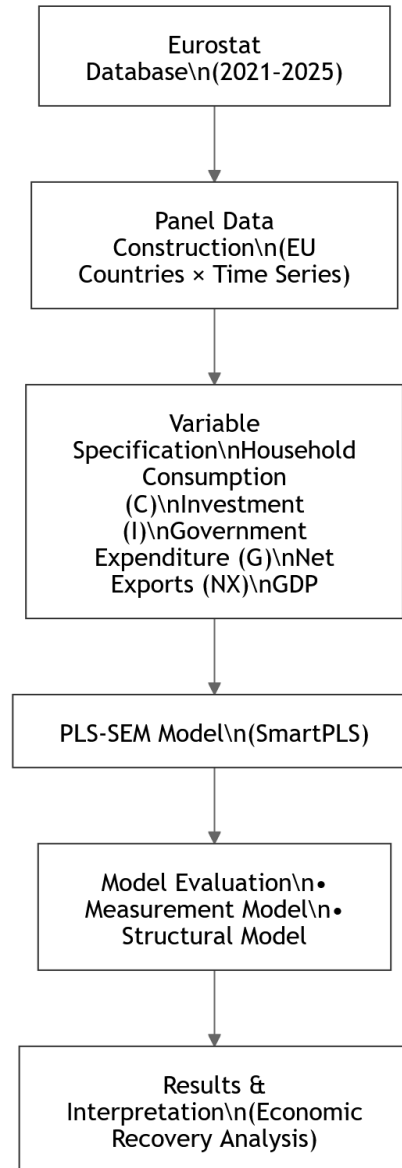 Eurostat
Database\n(2021-2025)
Panel Data
Construction\n(EU
Countries × Time Series)
Variable
Specification\nHousehold
Consumption
(C)\nInvestment
(I)\nGovernment
Expenditure (G)\nNet
Exports (NX)\nGDP
PLS-SEM Model\n(SmartPLS)
Model Evaluation\n•
Measurement Model\n•
Structural Model
Results &
Interpretation\n(Economic
Recovery Analysis)